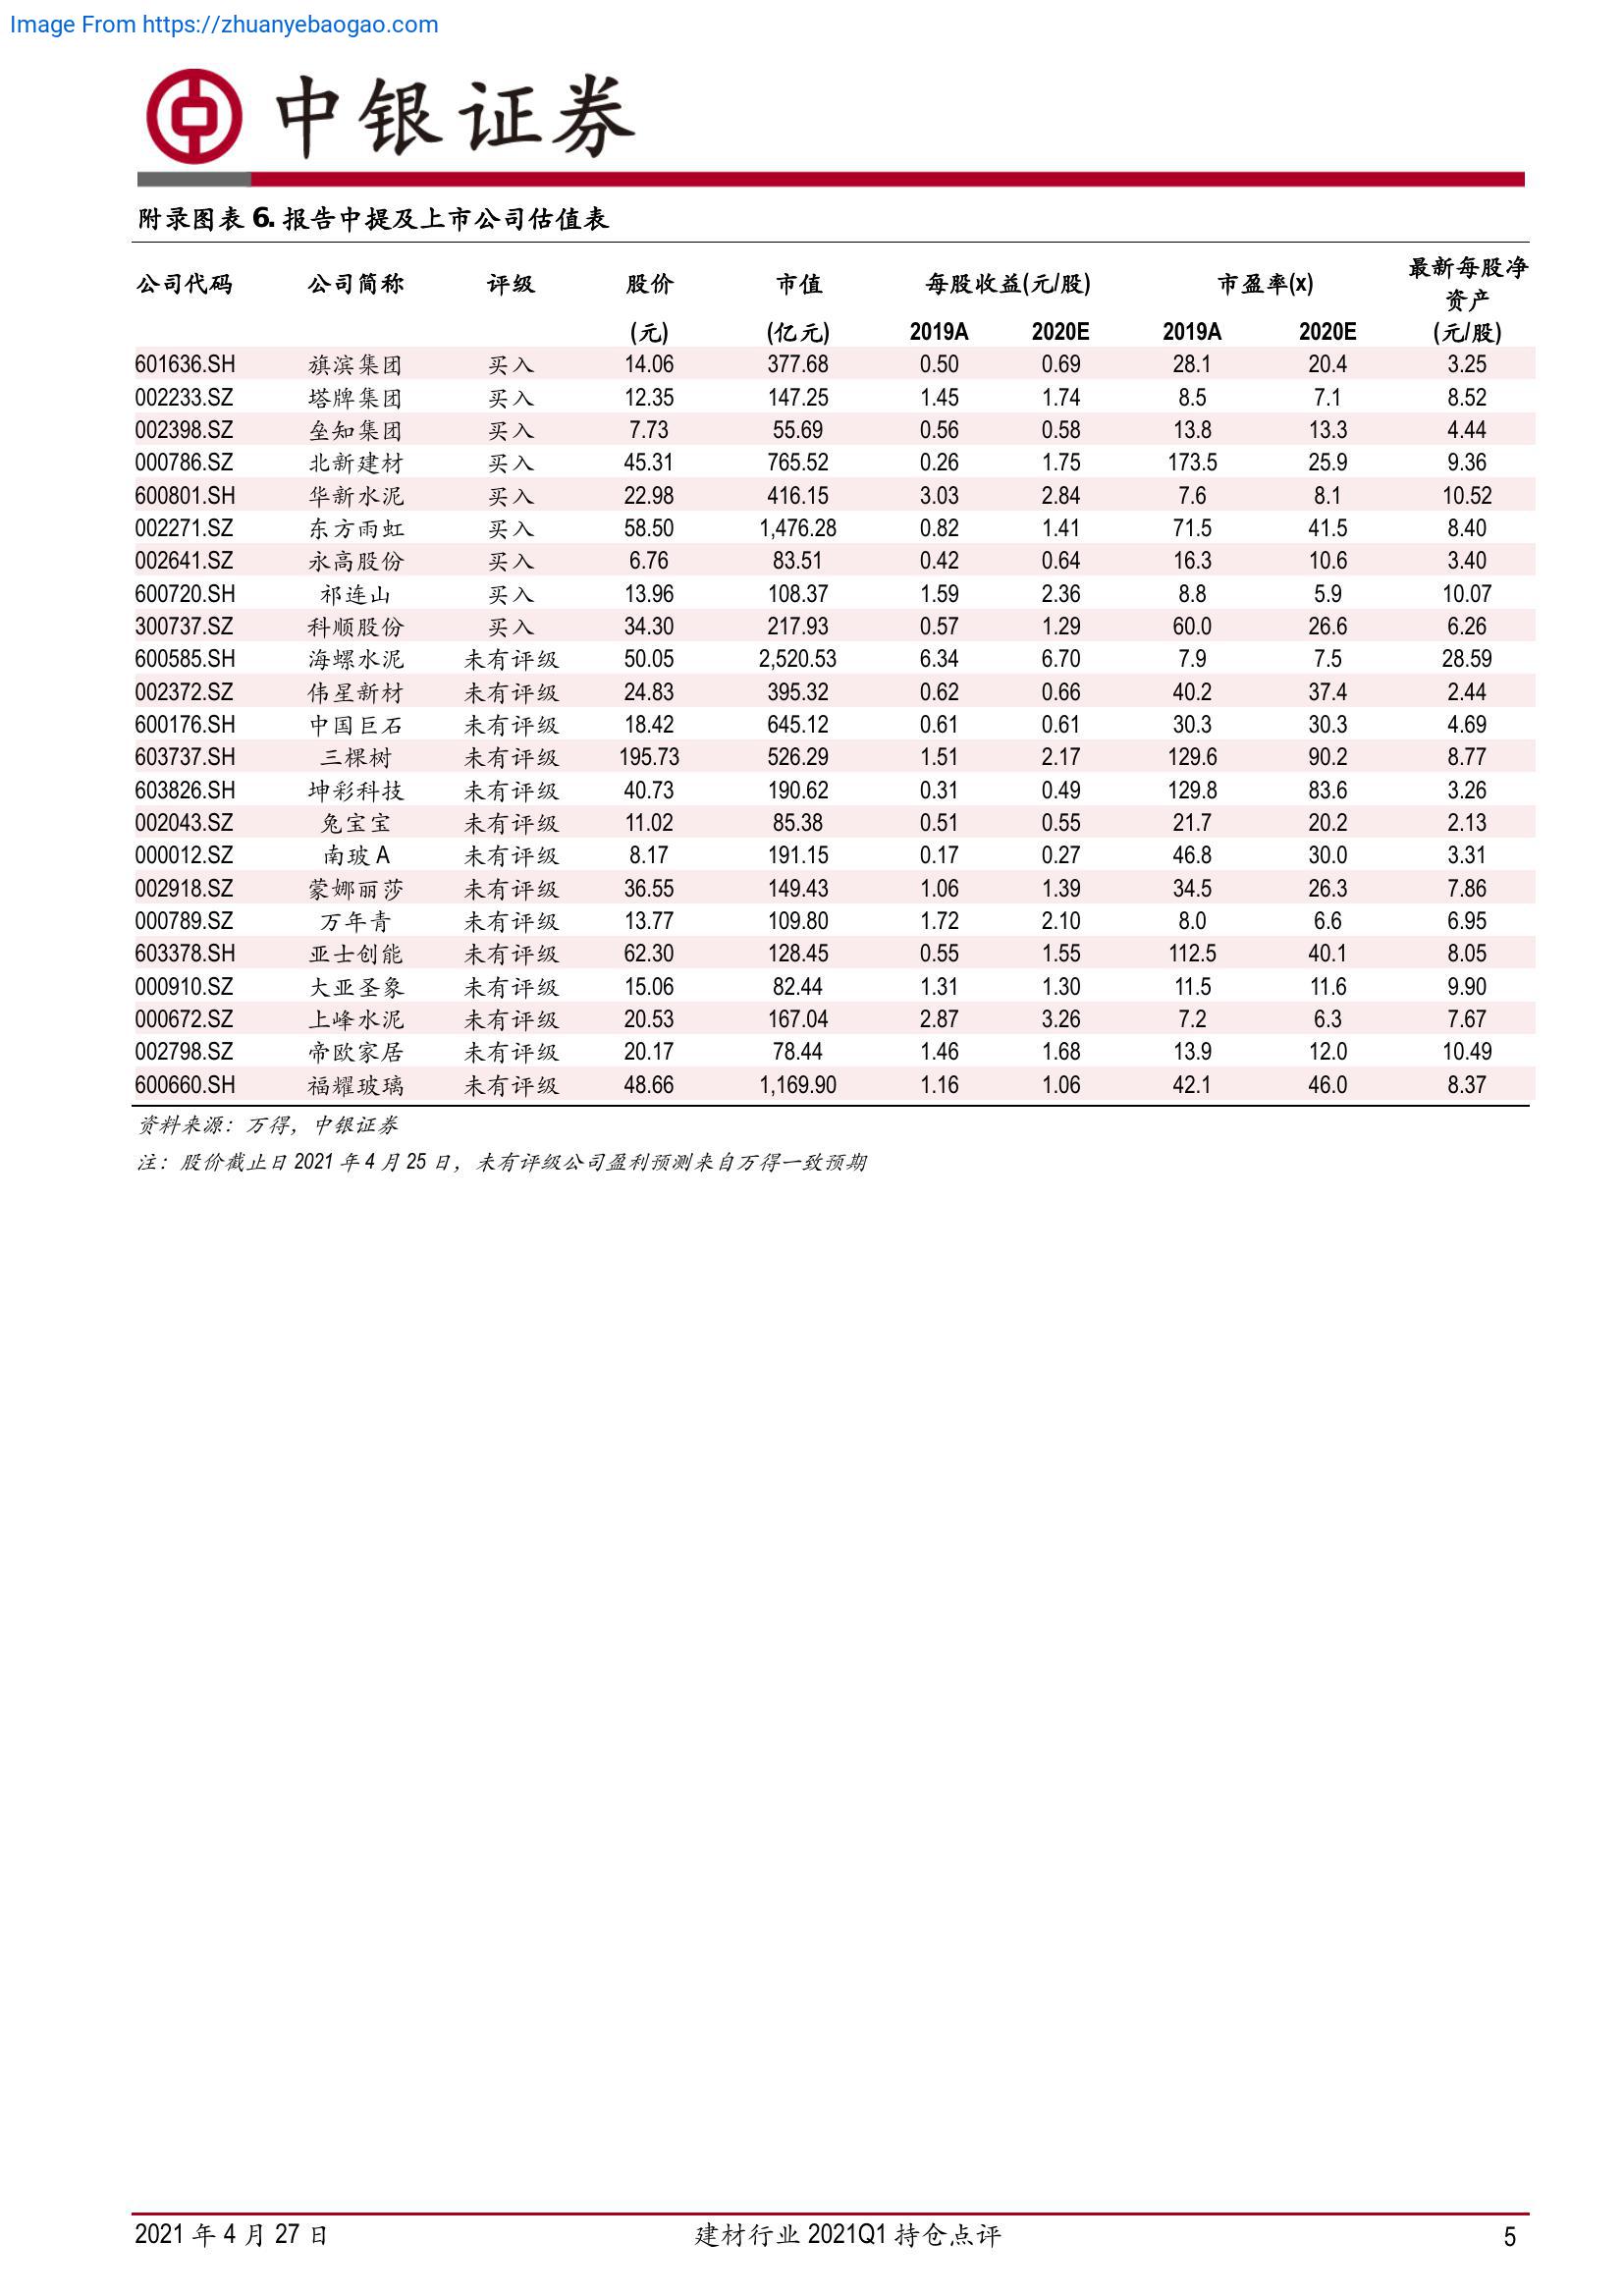 Image From https://zhuanyebaogao.com
中银证券
附录图表 6. 报告中提及上市公司估值表
公司代码 公司简称 评级 股价 市值 每股收益(元/股) 市盈率(x) 最新每股净
资产
(元) (亿元) 2019A 2020E 2019A 2020E (元/股)
601636.SH 旗滨集团 买入 14.06 377.68 0.50 0.69 28.1 20.4 3.25
002233.SZ 塔牌集团 买入 12.35 147.25 1.45 1.74 8.5 7.1 8.52
002398.SZ 垒知集团 买入 7.73 55.69 0.56 0.58 13.8 13.3 4.44
000786.SZ 北新建材 买入 45.31 765.52 0.26 1.75 173.5 25.9 9.36
600801.SH 华新水泥 买入 22.98 416.15 3.03 2.84 7.6 8.1 10.52
002271.SZ 东方雨虹 买入 58.50 1,476.28 0.82 1.41 71.5 41.5 8.40
002641.SZ 永高股份 买入 6.76 83.51 0.42 0.64 16.3 10.6 3.40
600720.SH 祁连山 买入 13.96 108.37 1.59 2.36 8.8 5.9 10.07
300737.SZ 科顺股份 买入 34.30 217.93 0.57 1.29 60.0 26.6 6.26
600585.SH 海螺水泥 未有评级 50.05 2,520.53 6.34 6.70 7.9 7.5 28.59
002372.SZ 伟星新材 未有评级 24.83 395.32 0.62 0.66 40.2 37.4 2.44
600176.SH 中国巨石 未有评级 18.42 645.12 0.61 0.61 30.3 30.3 4.69
603737.SH 三棵树 未有评级 195.73 526.29 1.51 2.17 129.6 90.2 8.77
603826.SH 坤彩科技 未有评级 40.73 190.62 0.31 0.49 129.8 83.6 3.26
002043.SZ 兔宝宝 未有评级 11.02 85.38 0.51 0.55 21.7 20.2 2.13
000012.SZ 南玻 A 未有评级 8.17 191.15 0.17 0.27 46.8 30.0 3.31
002918.SZ 蒙娜丽莎 未有评级 36.55 149.43 1.06 1.39 34.5 26.3 7.86
000789.SZ 万年青 未有评级 13.77 109.80 1.72 2.10 8.0 6.6 6.95
603378.SH 亚士创能 未有评级 62.30 128.45 0.55 1.55 112.5 40.1 8.05
000910.SZ 大亚圣象 未有评级 15.06 82.44 1.31 1.30 11.5 11.6 9.90
000672.SZ 上峰水泥 未有评级 20.53 167.04 2.87 3.26 7.2 6.3 7.67
002798.SZ 帝欧家居 未有评级 20.17 78.44 1.46 1.68 13.9 12.0 10.49
600660.SH 福耀玻璃 未有评级 48.66 1,169.90 1.16 1.06 42.1 46.0 8.37
资料来源：万得，中银证券
注：股价截止日 2021 年 4 月 25 日，未有评级公司盈利预测来自万得一致预期
2021 年 4 月 27 日 建材行业 2021Q1 持仓点评 5